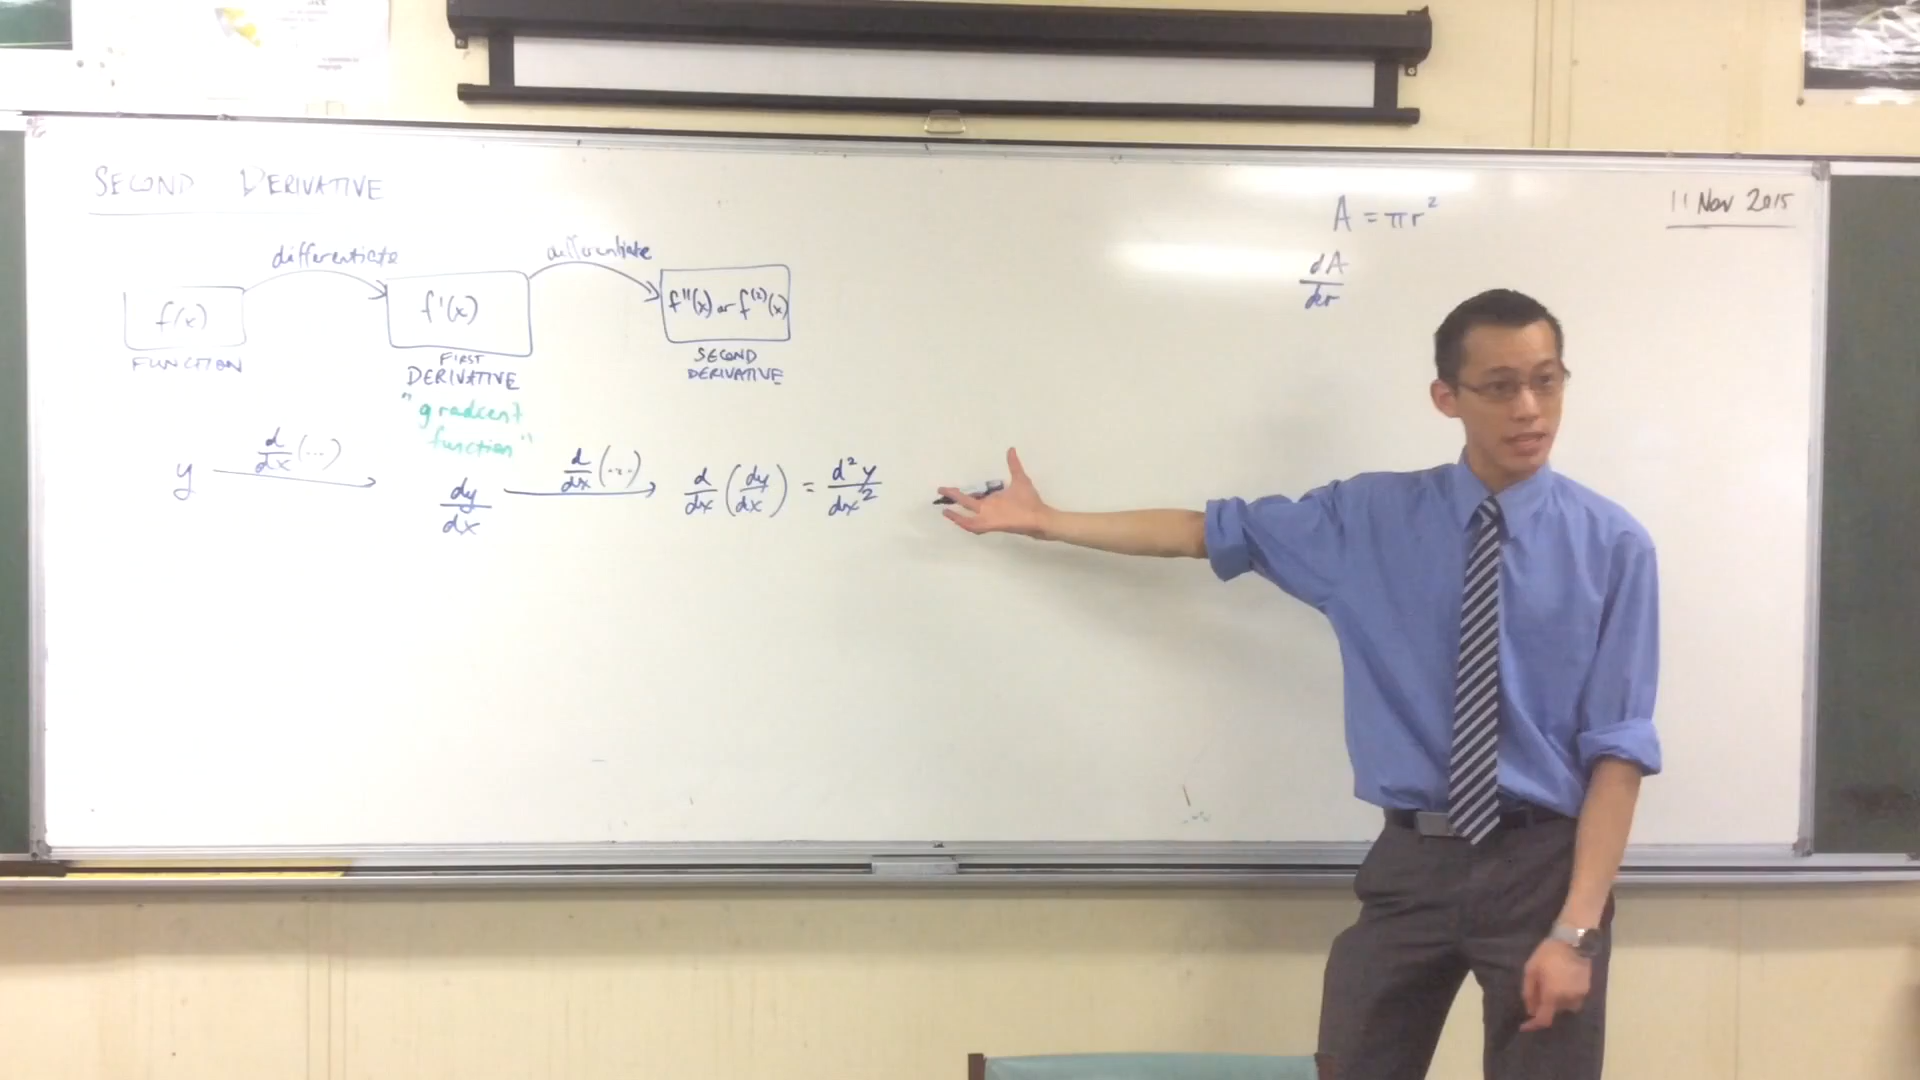 SECOND DERIVATIVE
11 Nov 2015
A = πr²
dA/dr
differentiate
differentiate
f(x)
f'(x)
f''(x) or f⁽²⁾(x)
FUNCTION
FIRST
DERIVATIVE
SECOND
DERIVATIVE
"gradient
function"
y d/dx(...) dy/dx d/dx(...) d/dx(dy/dx) = d²y/dx²